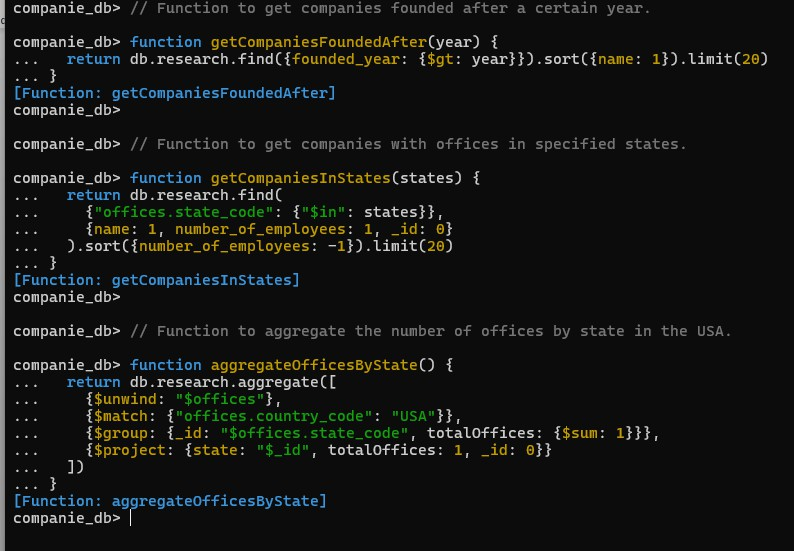 companie_db> // Function to get companies founded after a certain year.
companie_db> function getCompaniesFoundedAfter(year) {
...   return db.research.find({founded_year: {$gt: year}}).sort({name: 1}).limit(20)
... }
[Function: getCompaniesFoundedAfter]
companie_db>
companie_db> // Function to get companies with offices in specified states.
companie_db> function getCompaniesInStates(states) {
...   return db.research.find(
...     {"offices.state_code": {"$in": states}},
...     {name: 1, number_of_employees: 1, _id: 0}
...   ).sort({number_of_employees: -1}).limit(20)
... }
[Function: getCompaniesInStates]
companie_db>
companie_db> // Function to aggregate the number of offices by state in the USA.
companie_db> function aggregateOfficesByState() {
...   return db.research.aggregate([
...     {$unwind: "$offices"},
...     {$match: {"offices.country_code": "USA"}},
...     {$group: {_id: "$offices.state_code", totalOffices: {$sum: 1}}},
...     {$project: {state: "$_id", totalOffices: 1, _id: 0}}
...   ])
... }
[Function: aggregateOfficesByState]
companie_db>